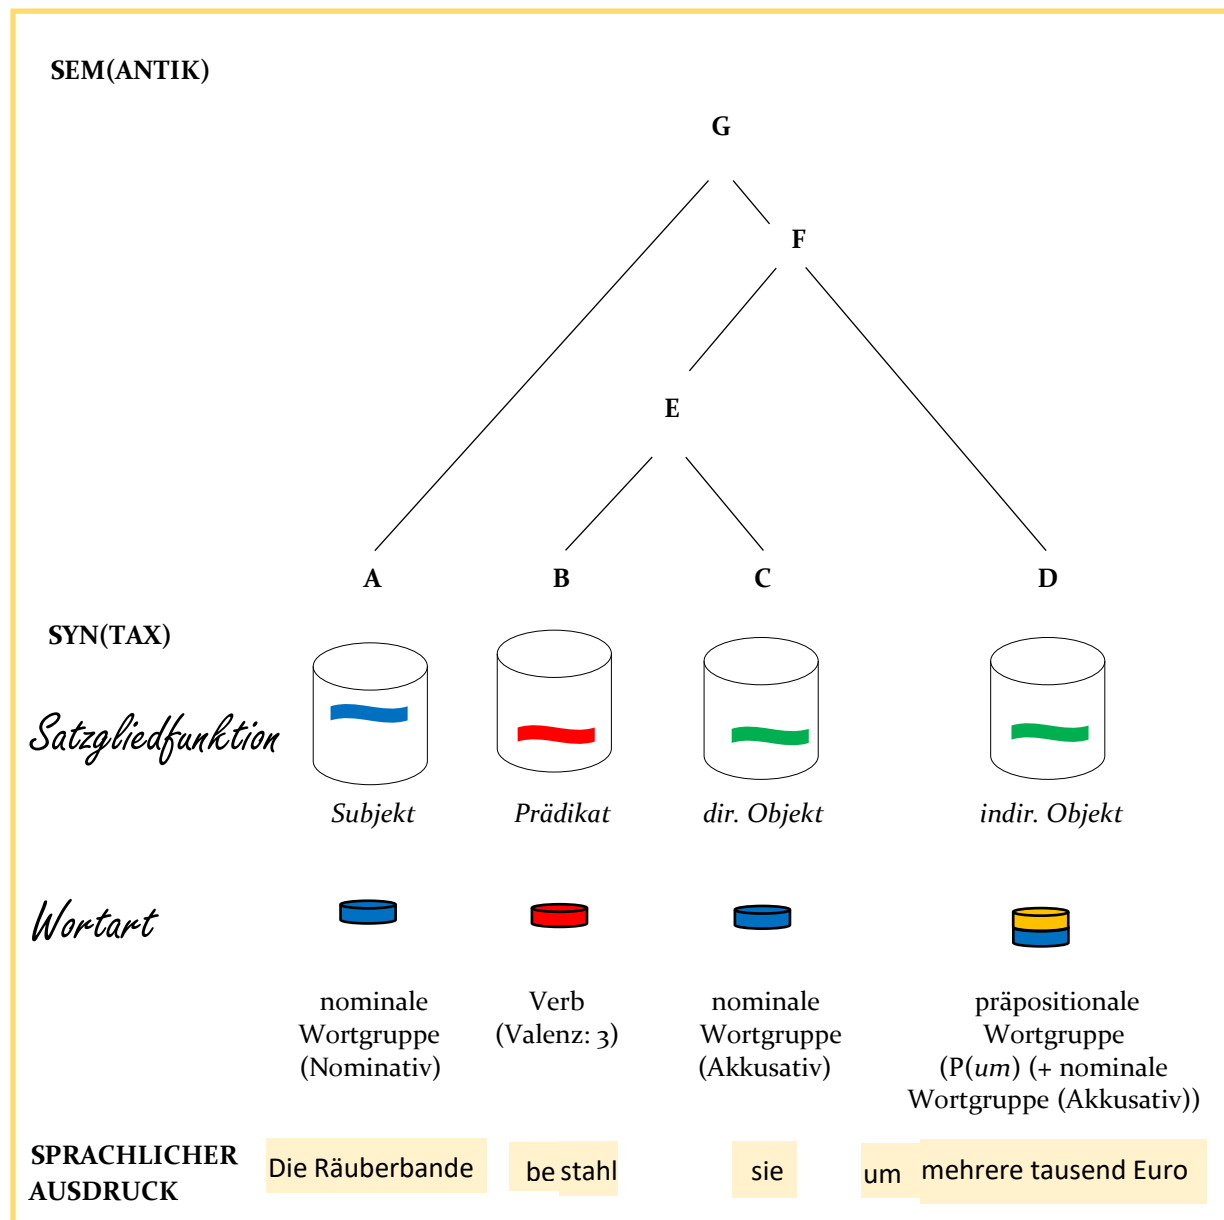 SEM(ANTIK)
G
F
E
A B C D
SYN(TAX)
Satzgliedfunktion
Subjekt Prädikat dir. Objekt indir. Objekt
Wortart
nominale Verb nominale präpositionale
Wortgruppe (Valenz: 3) Wortgruppe Wortgruppe
(Nominativ) (Akkusativ) (P(um) (+ nominale
Wortgruppe (Akkusativ))
SPRACHLICHER
AUSDRUCK
Die Räuberbande be stahl sie um mehrere tausend Euro